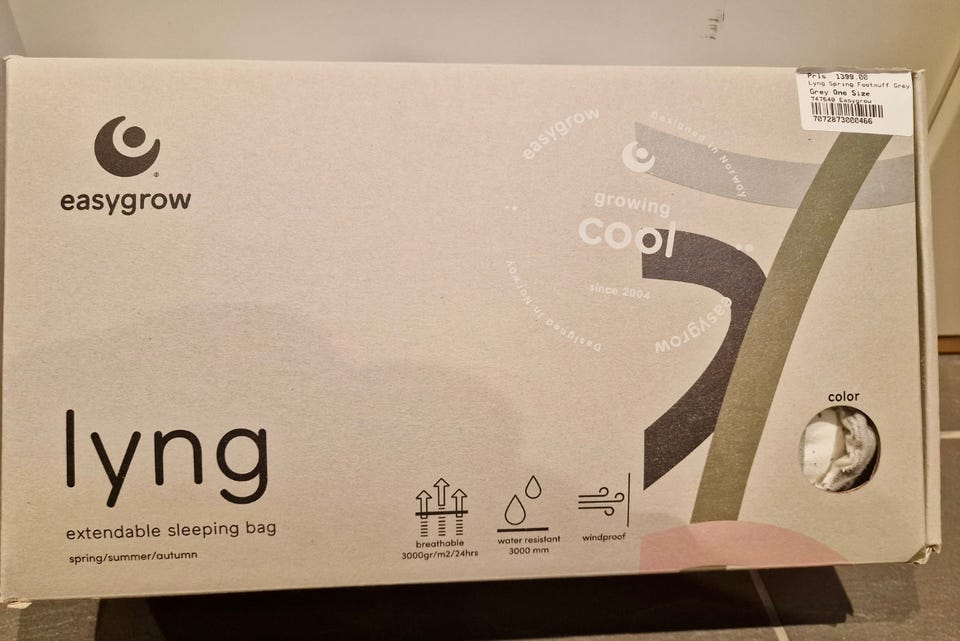 Pris 1399.00
Lyng Spring Footmuff Grey
Grey One Size
747640 Easygrow
7072873000466
easygrow
easygrow
Designed in Norway
growing
cool
since 2004
Designed in Norway
easygrow
lyng
extendable sleeping bag
spring/summer/autumn
breathable
3000gr/m2/24hrs
water resistant
3000 mm
windproof
color